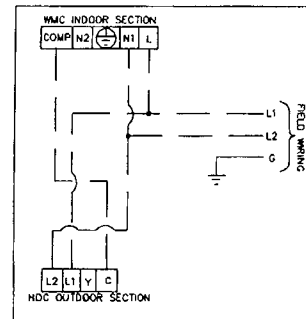 WMC INDOOR SECTION
COMP N2 N1 L
L1
L2
G
FIELD WIRING
L2 L1 Y C
HDC OUTDOOR SECTION